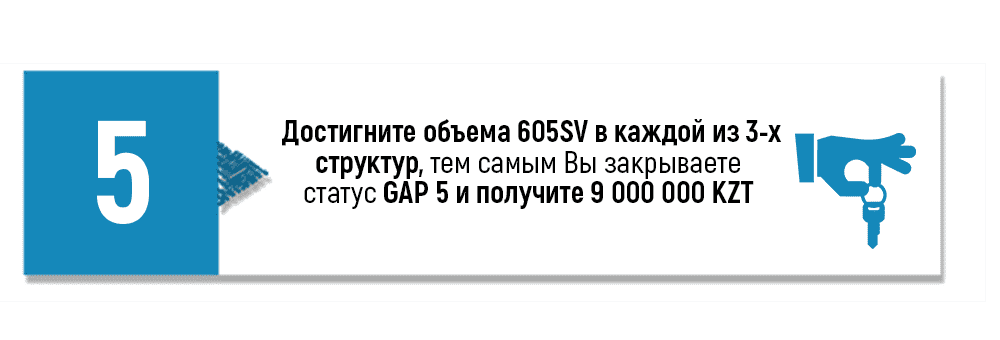 5
Достигните объема 605SV в каждой из 3-х
структур, тем самым Вы закрываете
статус GAP 5 и получите 9 000 000 KZT